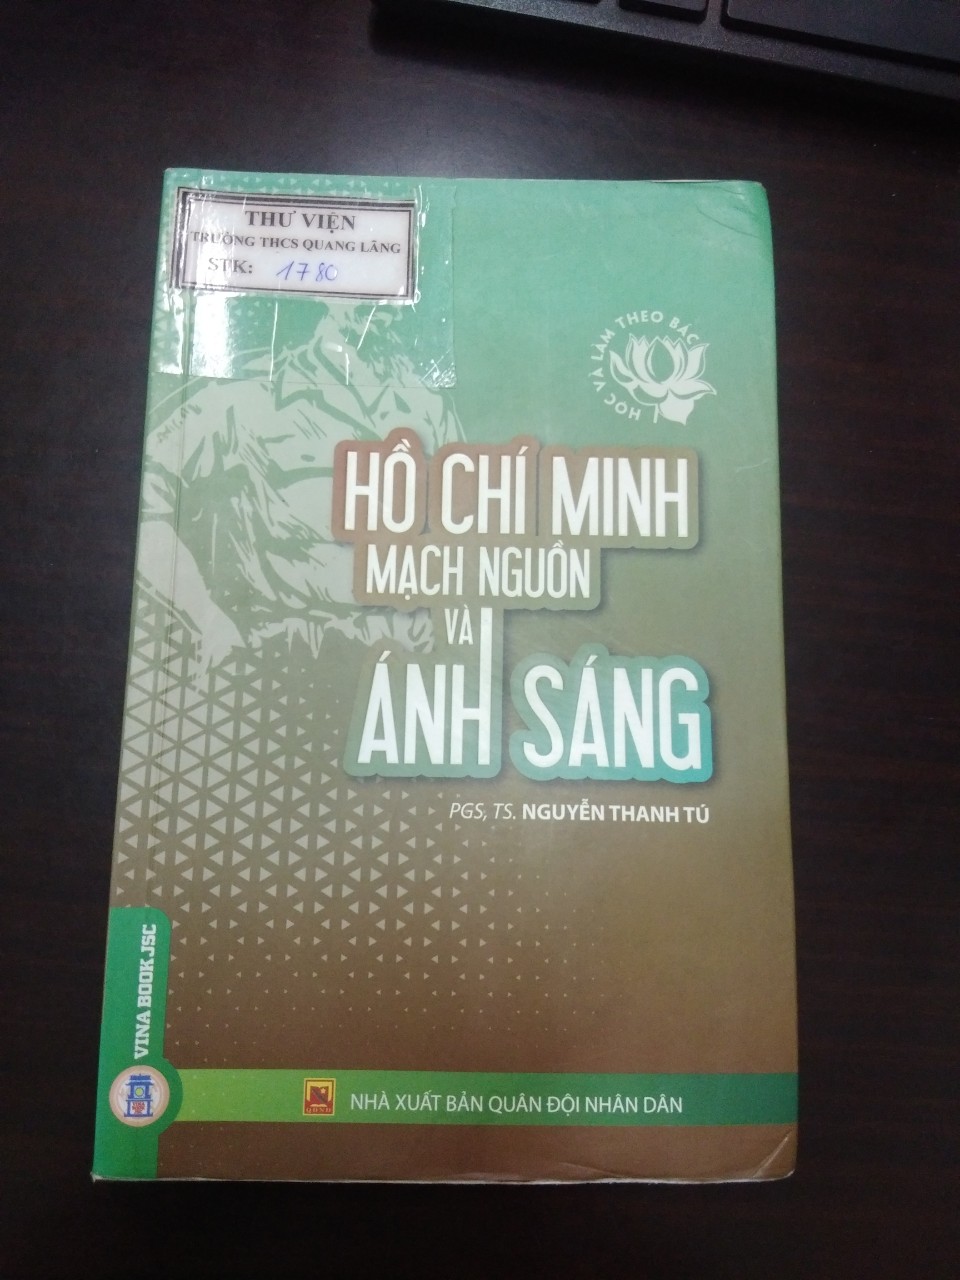 THƯ VIỆN
TRƯỜNG THCS QUANG LÃNG
STK: 1780
HỌC VÀ LÀM THEO BÁC
HỒ CHÍ MINH
MẠCH NGUỒN
VÀ
ÁNH SÁNG
PGS, TS. NGUYỄN THANH TÚ
VINA BOOK.JSC
QĐND
NHÀ XUẤT BẢN QUÂN ĐỘI NHÂN DÂN